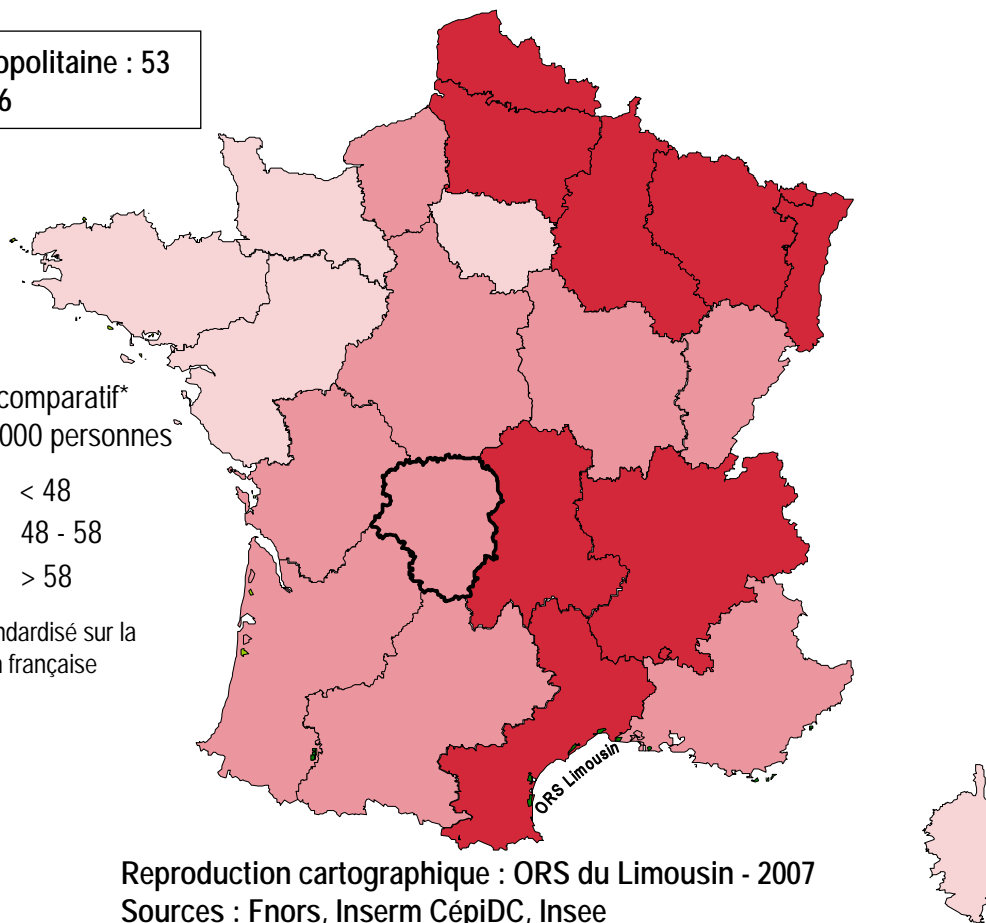 opolitaine : 53
6
comparatif*
000 personnes
< 48
48 - 58
> 58
ndardisé sur la
française
ORS Limousin
Reproduction cartographique : ORS du Limousin - 2007
Sources : Fnors, Inserm CépiDC, Insee